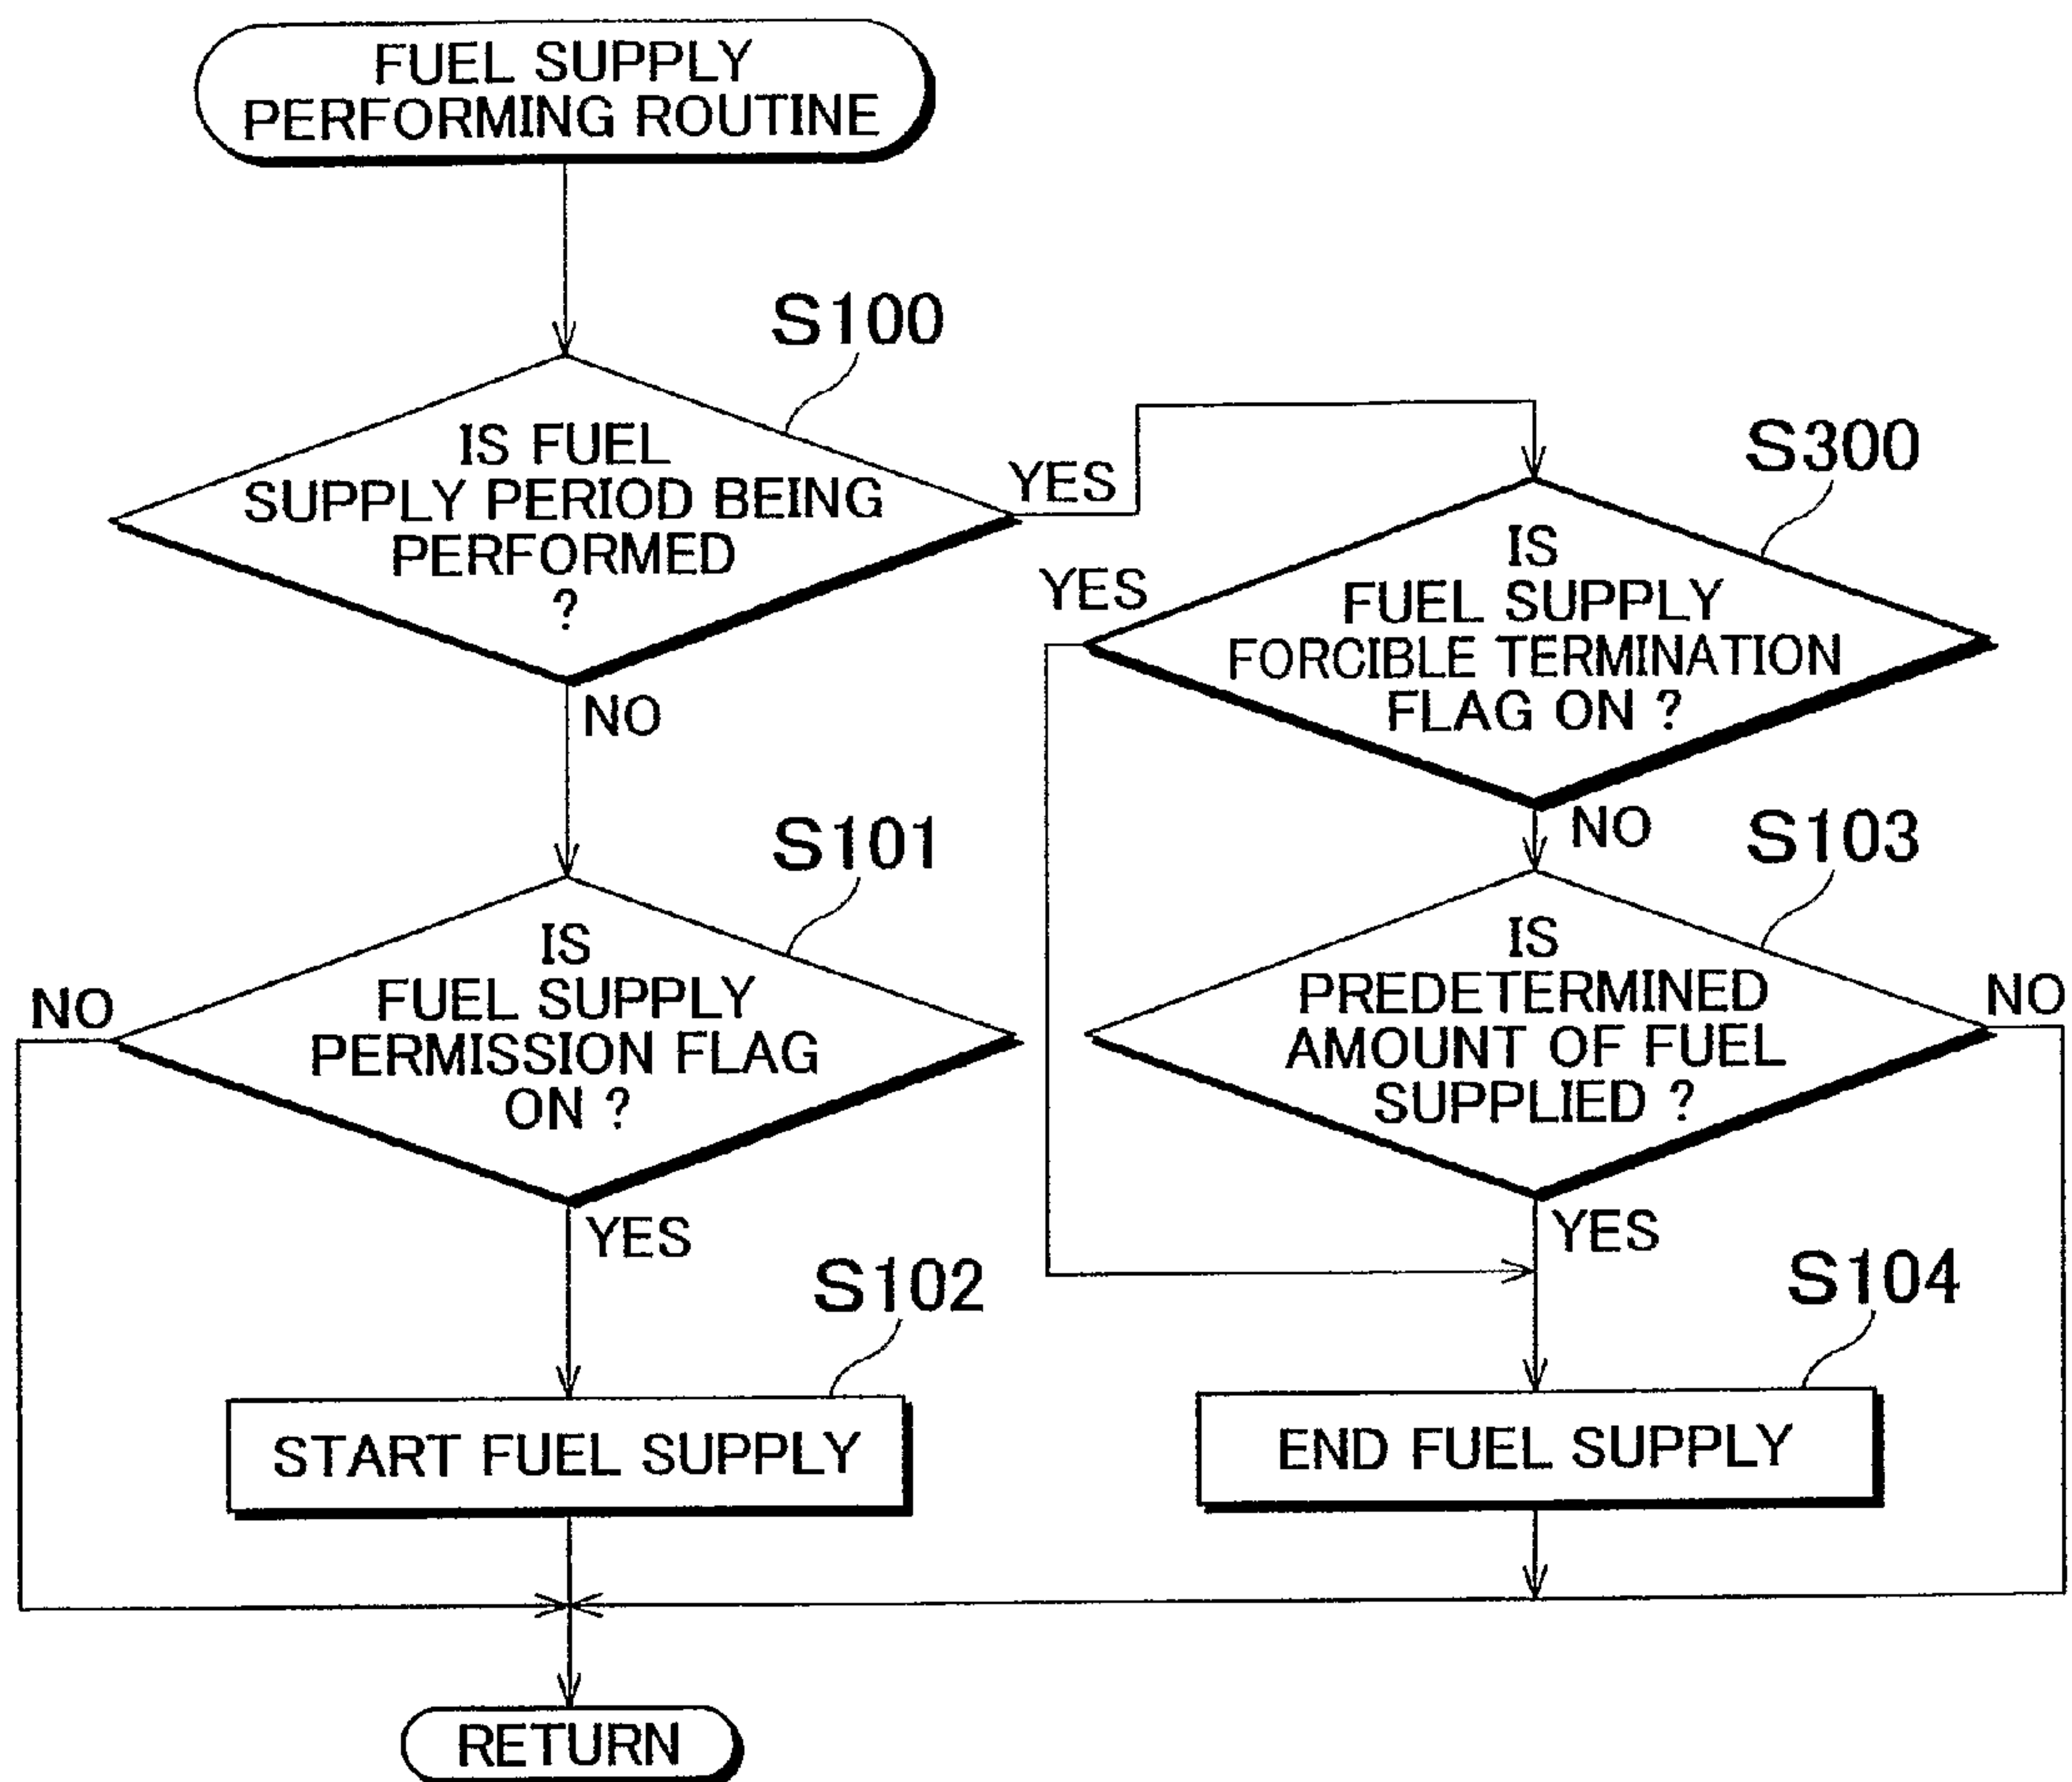 FUEL SUPPLY
PERFORMING ROUTINE
S100
IS FUEL
SUPPLY PERIOD BEING
PERFORMED
?
YES
NO
S300
IS
FUEL SUPPLY
FORCIBLE TERMINATION
FLAG ON ?
YES
NO
S101
IS
FUEL SUPPLY
PERMISSION FLAG
ON ?
NO
YES
S103
IS
PREDETERMINED
AMOUNT OF FUEL
SUPPLIED ?
NO
YES
S102
START FUEL SUPPLY
S104
END FUEL SUPPLY
RETURN